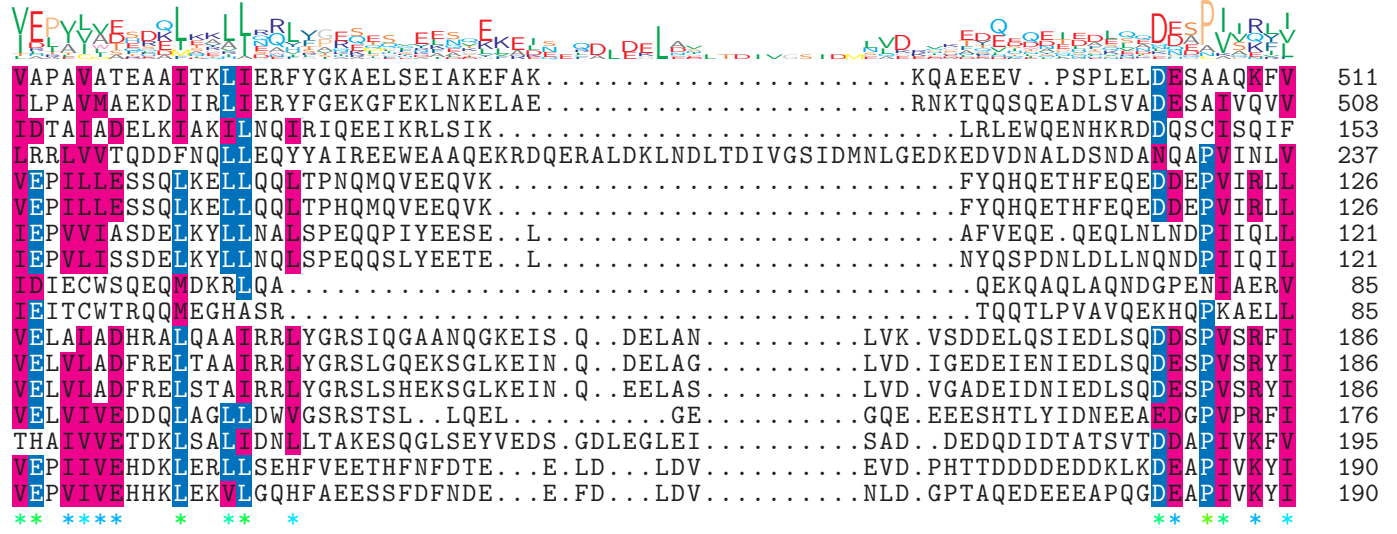 VAPAVATEAAITKLIERFYGKAELSEIAKEFAK.......................KQAEEEV..PSPLELDESAAQKFV 511
ILPAVMAEKDIIRLIERYFGEKGFEKLNKELAE.......................RNKTQQSQEADLSVADESAIVQVV 508
IDTAIADELKIAKILNQIRIQEEIKRLSIK.............................LRLEWQENHKRDDQSCISQIF 153
LRRLVVTQDDFNQLLEQYYAIREEWEAAQEKRDQERALDKLNDLTDIVGSIDMNLGEDKEDVDNALDSNDANQAPVINLV 237
VEPILLESSQLKELLQQLTPNQMQVEEQVK.............................FYQHQETHFEQEDDEPVIRLL 126
VEPILLESSQLKELLQQLTPHQMQVEEQVK.............................FYQHQETHFEQEDDEPVIRLL 126
IEPVVIASDELKYLLNALSPEQQPIYEESE..L..........................AFVEQE.QEQLNLNDPIIQLL 121
IEPVLISSDELKYLLNQLSPEQQSLYEETE..L..........................NYQSPDNLDLLNQNDPIIQIL 121
IDIECWSQEQMDKRLQA...........................................QEKQAQLAQNDGPENIAERV 85
IEITCWTRQQMEGHASR...........................................TQQTLPVAVQEKHQPKAELL 85
VELALADHRALQAAIRRLYGRSIQGAANQGKEIS.Q..DELAN..........LVK.VSDDELQSIEDLSQDDSPVSRFI 186
VELVLADFRELTAAIRRLYGRSLGQEKSGLKEIN.Q..DELAG..........LVD.IGEDEIENIEDLSQDESPVSRYI 186
VELVLADFRELSTAIRRLYGRSLSHEKSGLKEIN.Q..EELAS..........LVD.VGADEIDNIEDLSQDESPVSRYI 186
VELVIVEDDQLAGLLDWVGSRSTSL..LQEL..........GE..........GQE.EEESHTLYIDNEEAEDGPVPRFI 176
THAIVVETDKLSALIDNLLTAKESQGLSEYVEDS.GDLEGLEI..........SAD..DEDQDIDTATSVTDDAPIVKFV 195
VEPIIVEHDKLERLLSEHFVEETHFNFDTE...E.LD...LDV..........EVD.PHTTDDDDEDDKLKDEAPIVKYI 190
VEPVIVEHHKLEKVLGQHFAEESSFDFNDE...E.FD...LDV..........NLD.GPTAQEDEEEAPQGDEAPIVKYI 190